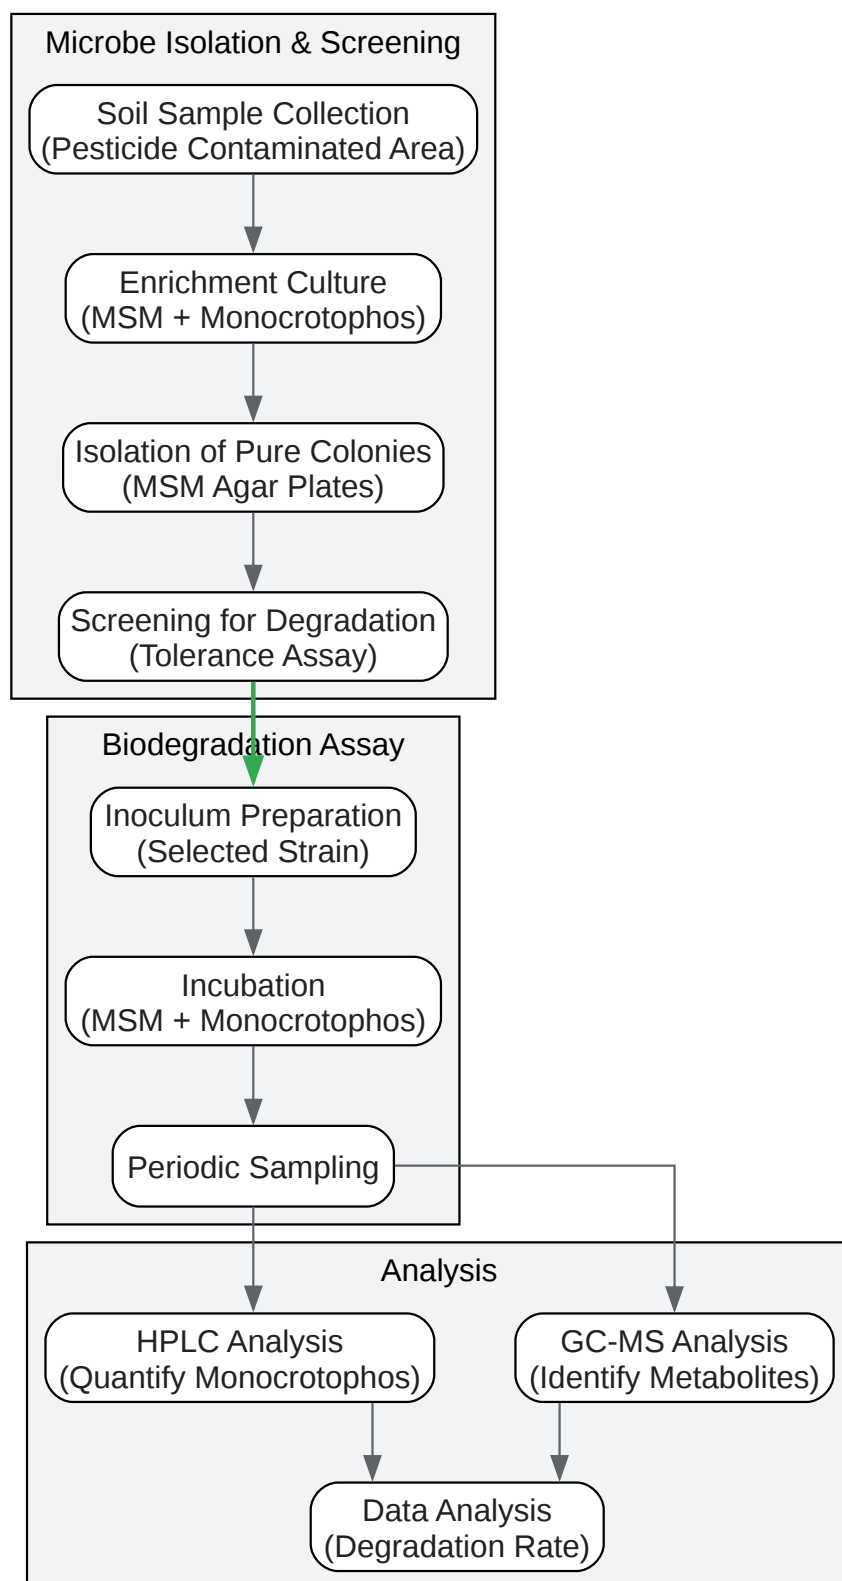 Microbe Isolation & Screening
Soil Sample Collection
(Pesticide Contaminated Area)
Enrichment Culture
(MSM + Monocrotophos)
Isolation of Pure Colonies
(MSM Agar Plates)
Screening for Degradation
(Tolerance Assay)
Biodegradation Assay
Inoculum Preparation
(Selected Strain)
Incubation
(MSM + Monocrotophos)
Periodic Sampling
Analysis
HPLC Analysis
(Quantify Monocrotophos)
GC-MS Analysis
(Identify Metabolites)
Data Analysis
(Degradation Rate)